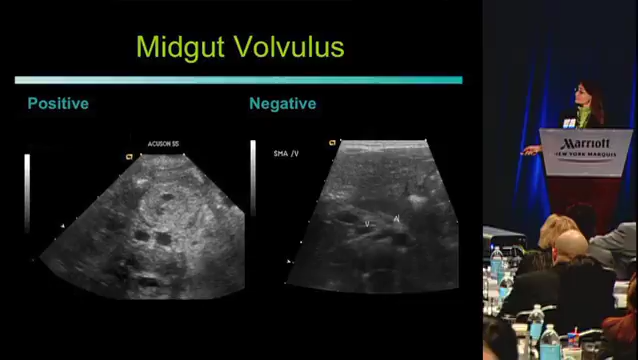 Midgut Volvulus
Positive
Negative
ACUSON S5
SMA /V
V
A
Marriott
NEW YORK MARQUIS